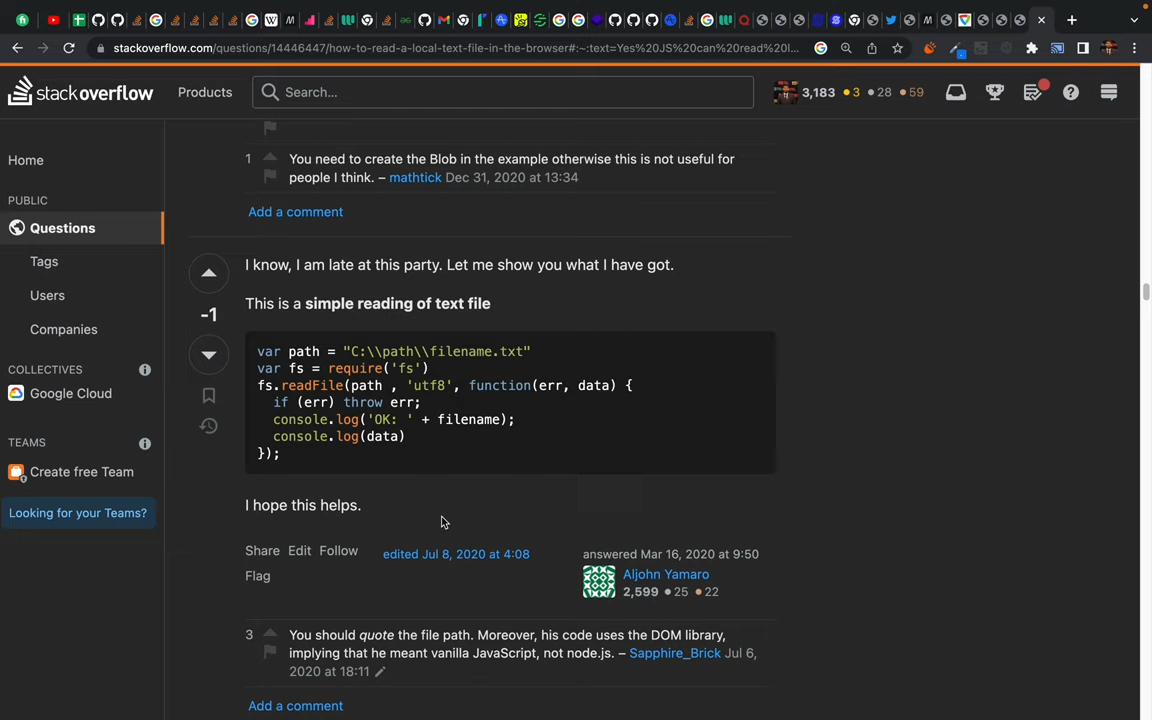 stackoverflow.com/questions/14446447/how-to-read-a-local-text-file-in-the-browser#:~:text=Yes%20JS%20can%20read%20l...
stackoverflow
Products
Search...
3,183 3 28 59
Home
PUBLIC
Questions
Tags
Users
Companies
COLLECTIVES
Google Cloud
TEAMS
Create free Team
Looking for your Teams?
1
You need to create the Blob in the example otherwise this is not useful for
people I think. – mathtick Dec 31, 2020 at 13:34
Add a comment
-1
I know, I am late at this party. Let me show you what I have got.
This is a simple reading of text file
var path = "C:\\path\\filename.txt"
var fs = require('fs')
fs.readFile(path , 'utf8', function(err, data) {
if (err) throw err;
console.log('OK: ' + filename);
console.log(data)
});
I hope this helps.
Share Edit Follow
Flag
edited Jul 8, 2020 at 4:08
answered Mar 16, 2020 at 9:50
Aljohn Yamaro
2,599 25 22
3
You should quote the file path. Moreover, his code uses the DOM library,
implying that he meant vanilla JavaScript, not node.js. – Sapphire_Brick Jul 6,
2020 at 18:11
Add a comment